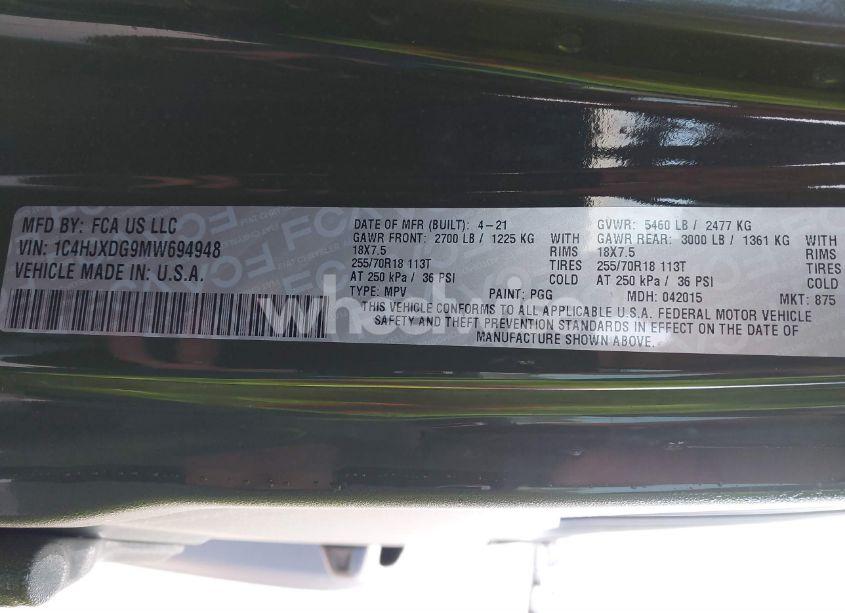 MFD BY: FCA US LLC
VIN: 1C4HJXDG9MW694948
VEHICLE MADE IN: U.S.A.
DATE OF MFR (BUILT): 4-21 GVWR: 5460 LB / 2477 KG
GAWR FRONT: 2700 LB / 1225 KG WITH GAWR REAR: 3000 LB / 1361 KG WITH
18X7.5 RIMS 18X7.5 RIMS
255/70R18 113T TIRES 255/70R18 113T TIRES
AT 250 kPa / 36 PSI COLD AT 250 kPa / 36 PSI COLD
TYPE: MPV PAINT: PGG MDH: 042015 MKT: 875
THIS VEHICLE CONFORMS TO ALL APPLICABLE U.S.A. FEDERAL MOTOR VEHICLE
SAFETY AND THEFT PREVENTION STANDARDS IN EFFECT ON THE DATE OF
MANUFACTURE SHOWN ABOVE.